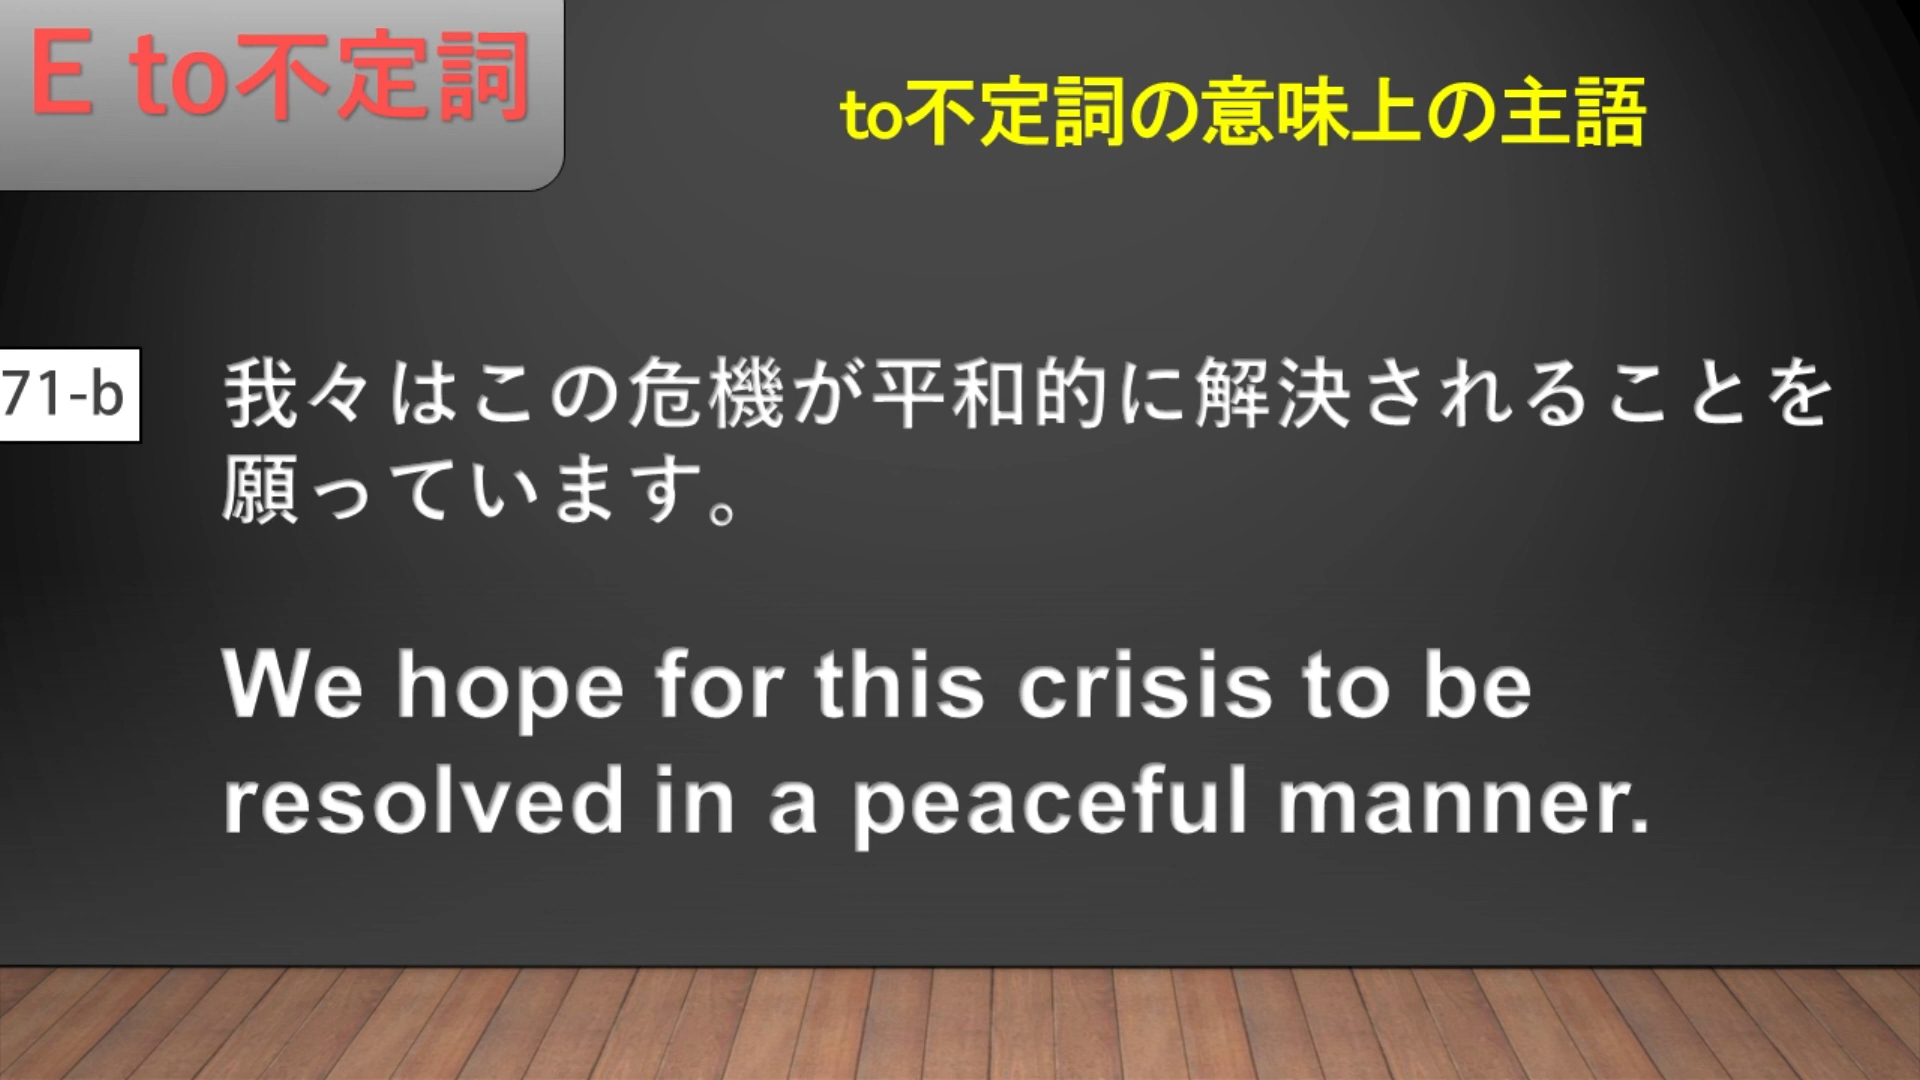 E to不定詞
to不定詞の意味上の主語
71-b
我々はこの危機が平和的に解決されることを
願っています。
We hope for this crisis to be
resolved in a peaceful manner.